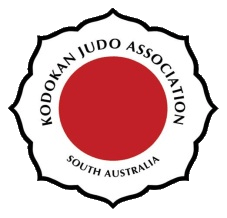 KODOKAN JUDO ASSOCIATION
SOUTH AUSTRALIA